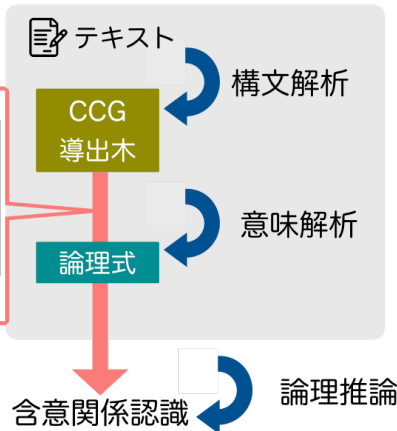 テキスト
構文解析
CCG
導出木
意味解析
論理式
論理推論
含意関係認識